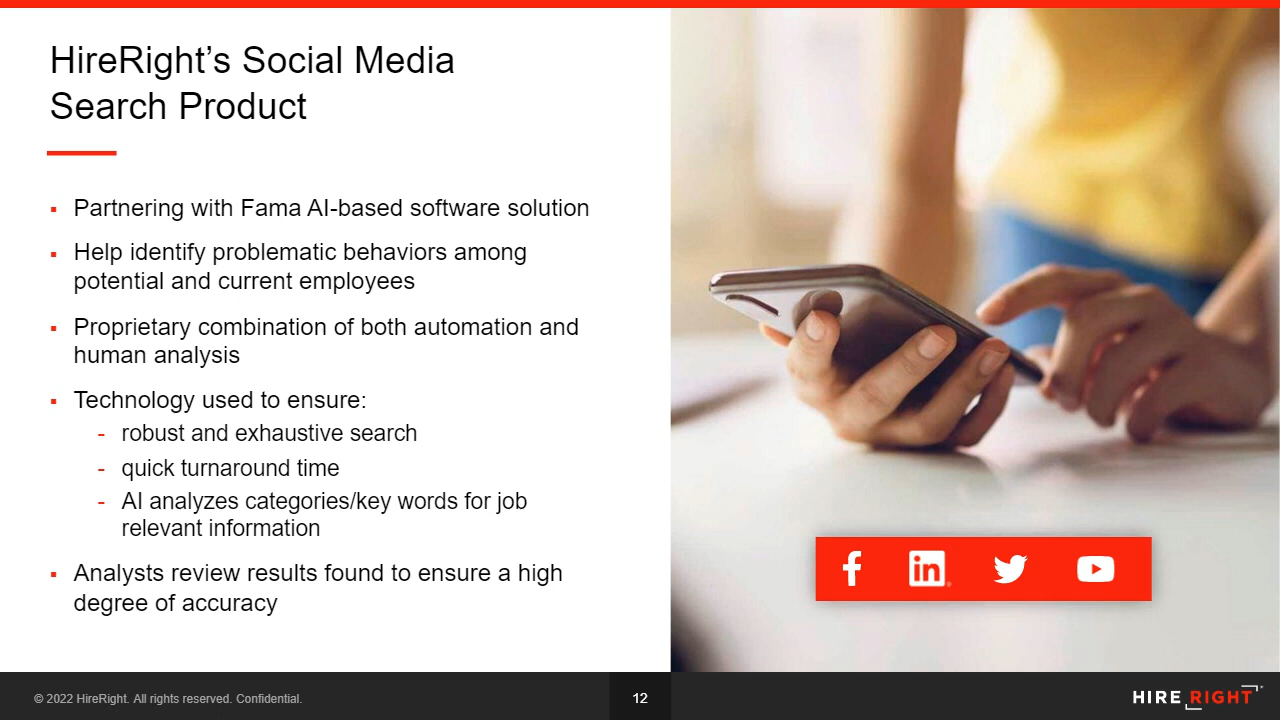 HireRight’s Social Media
Search Product
▪ Partnering with Fama AI-based software solution
▪ Help identify problematic behaviors among
potential and current employees
▪ Proprietary combination of both automation and
human analysis
▪ Technology used to ensure:
- robust and exhaustive search
- quick turnaround time
- AI analyzes categories/key words for job
relevant information
▪ Analysts review results found to ensure a high
degree of accuracy
f in
© 2022 HireRight. All rights reserved. Confidential.
12
HIRE RIGHT